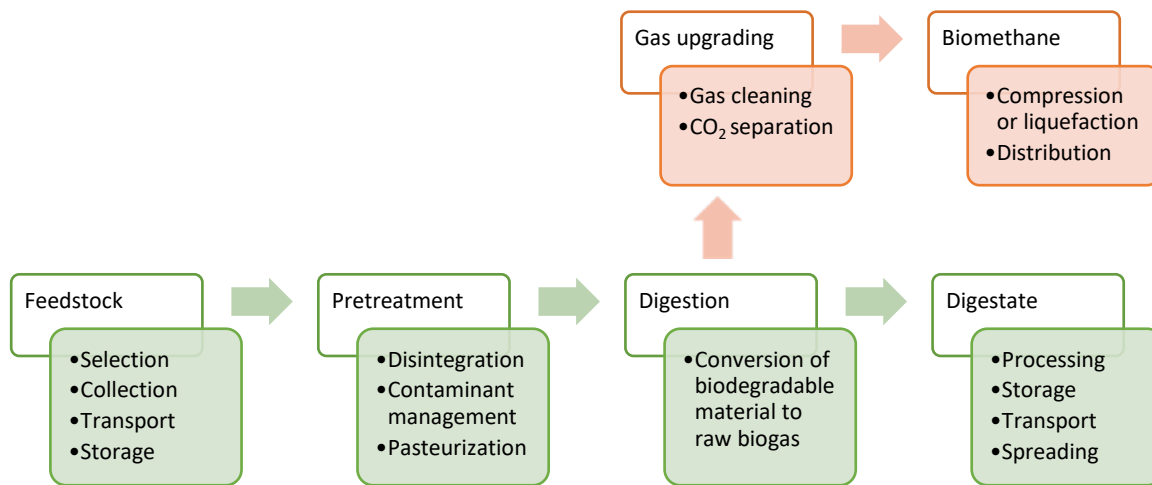 Gas upgrading
•Gas cleaning
•CO₂ separation
Biomethane
•Compression
or liquefaction
•Distribution
Feedstock
•Selection
•Collection
•Transport
•Storage
Pretreatment
•Disintegration
•Contaminant
management
•Pasteurization
Digestion
•Conversion of
biodegradable
material to
raw biogas
Digestate
•Processing
•Storage
•Transport
•Spreading